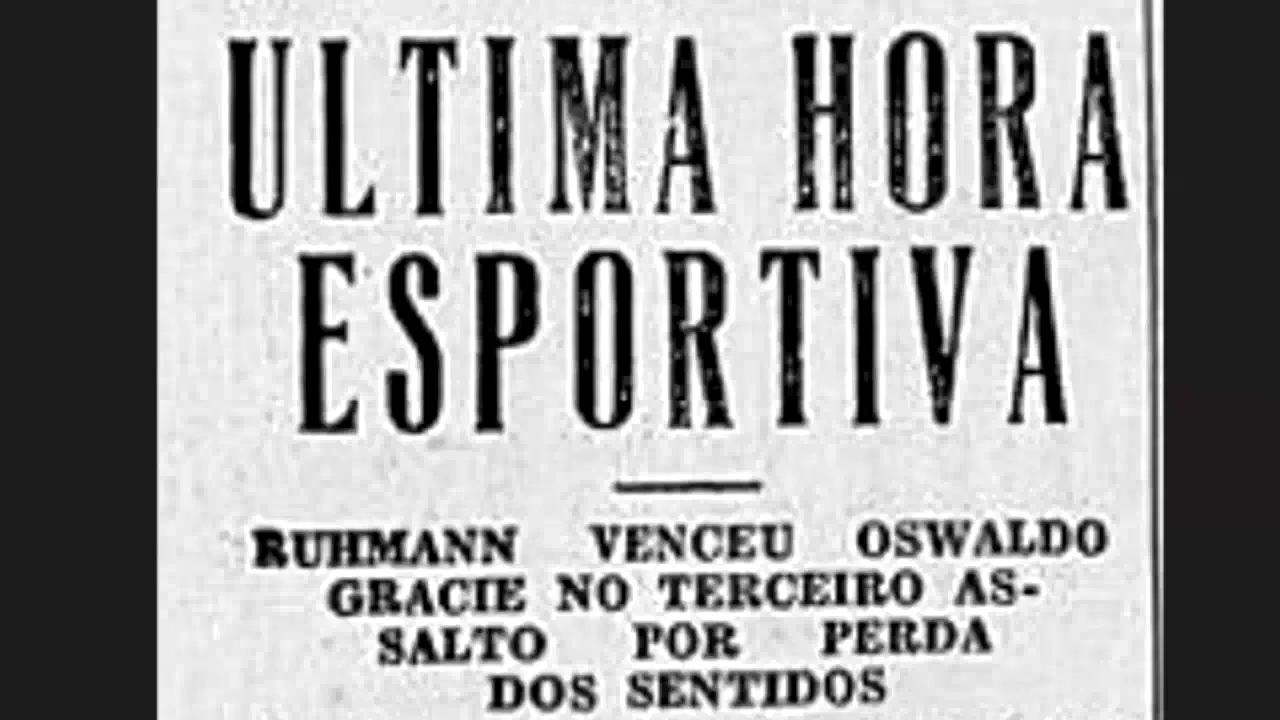 ULTIMA HORA
ESPORTIVA
RUHMANN VENCEU OSWALDO
GRACIE NO TERCEIRO AS-
SALTO POR PERDA
DOS SENTIDOS